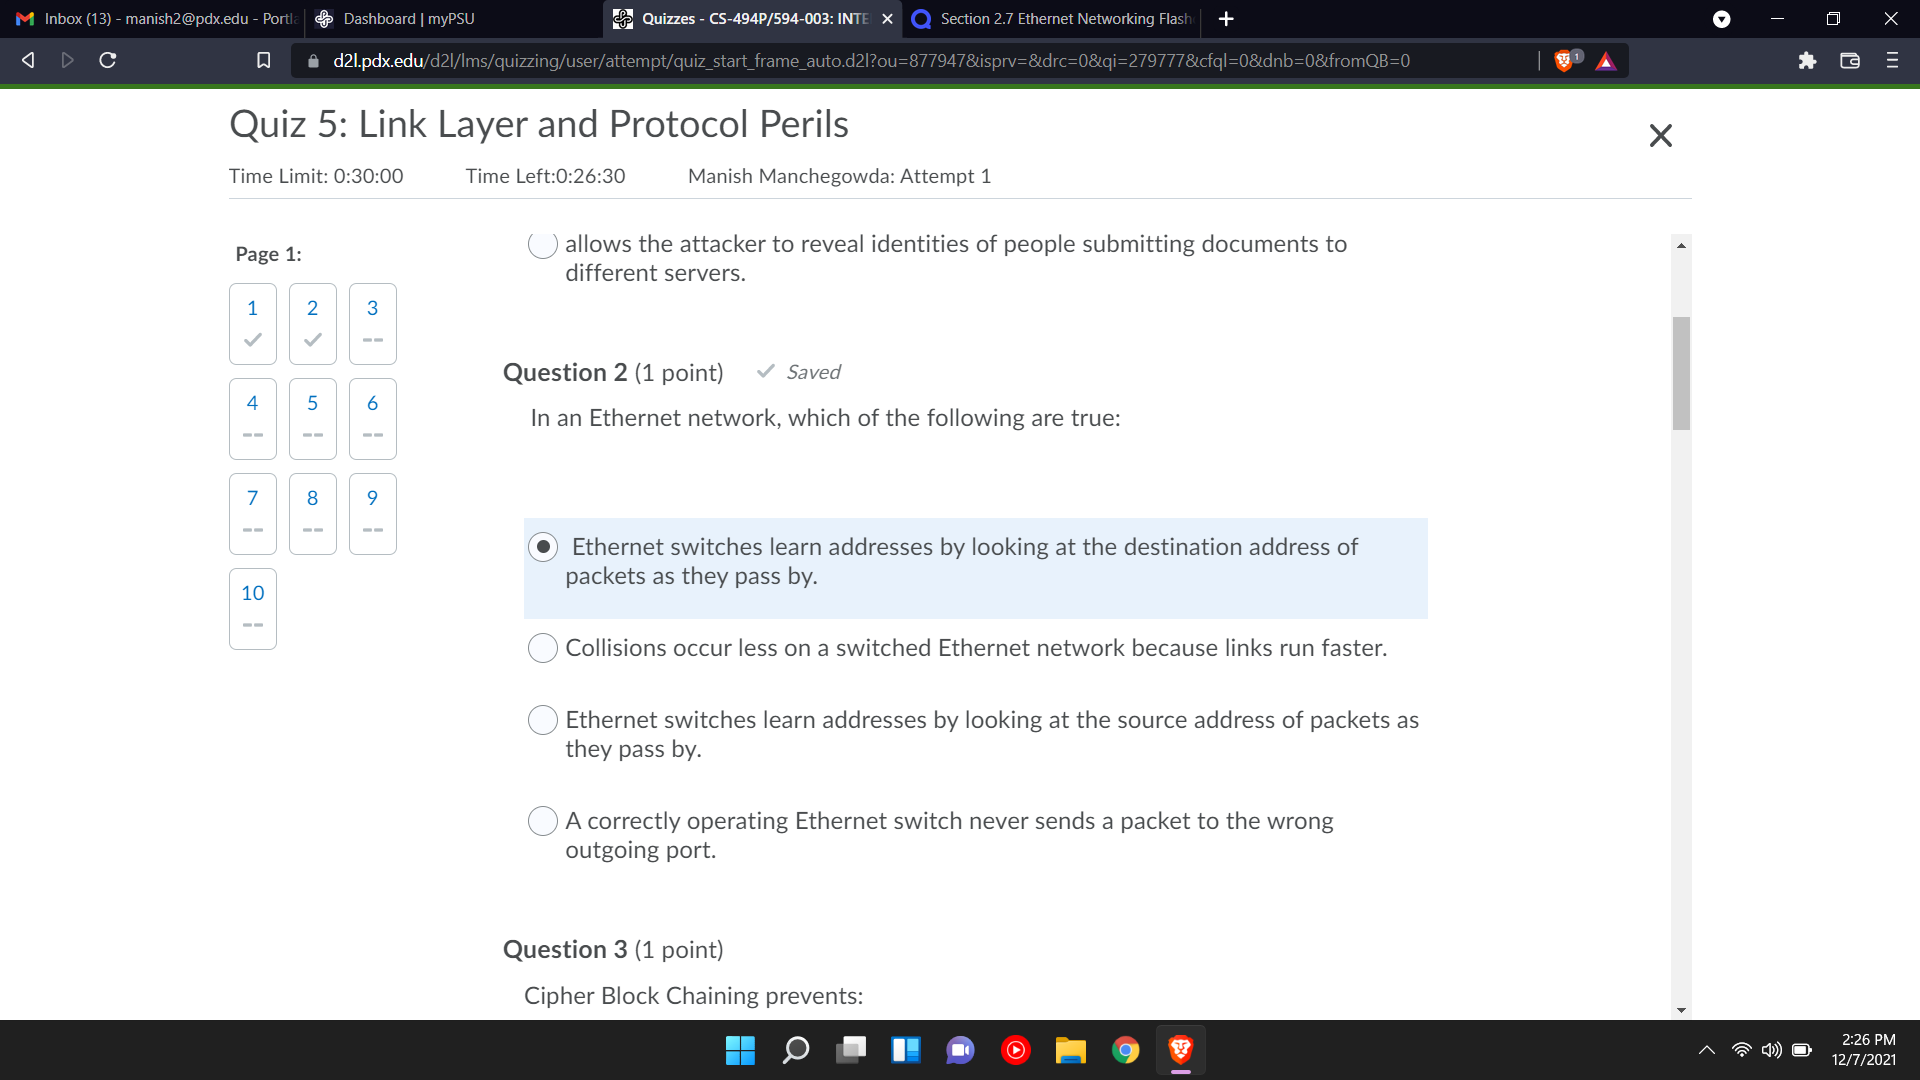 Inbox (13) - manish2@pdx.edu - Portla
Dashboard | myPSU
Quizzes - CS-494P/594-003: INTE
Section 2.7 Ethernet Networking Flash
d2l.pdx.edu/d2l/lms/quizzing/user/attempt/quiz_start_frame_auto.d2l?ou=877947&isprv=&drc=0&qi=279777&cfql=0&dnb=0&fromQB=0
1
Quiz 5: Link Layer and Protocol Perils
Time Limit: 0:30:00 Time Left:0:26:30 Manish Manchegowda: Attempt 1
Page 1:
1 2 3
-- 
4 5 6
-- -- --
7 8 9
-- -- --
10
--
allows the attacker to reveal identities of people submitting documents to
different servers.
Question 2 (1 point) Saved
In an Ethernet network, which of the following are true:
Ethernet switches learn addresses by looking at the destination address of
packets as they pass by.
Collisions occur less on a switched Ethernet network because links run faster.
Ethernet switches learn addresses by looking at the source address of packets as
they pass by.
A correctly operating Ethernet switch never sends a packet to the wrong
outgoing port.
Question 3 (1 point)
Cipher Block Chaining prevents:
2:26 PM
12/7/2021